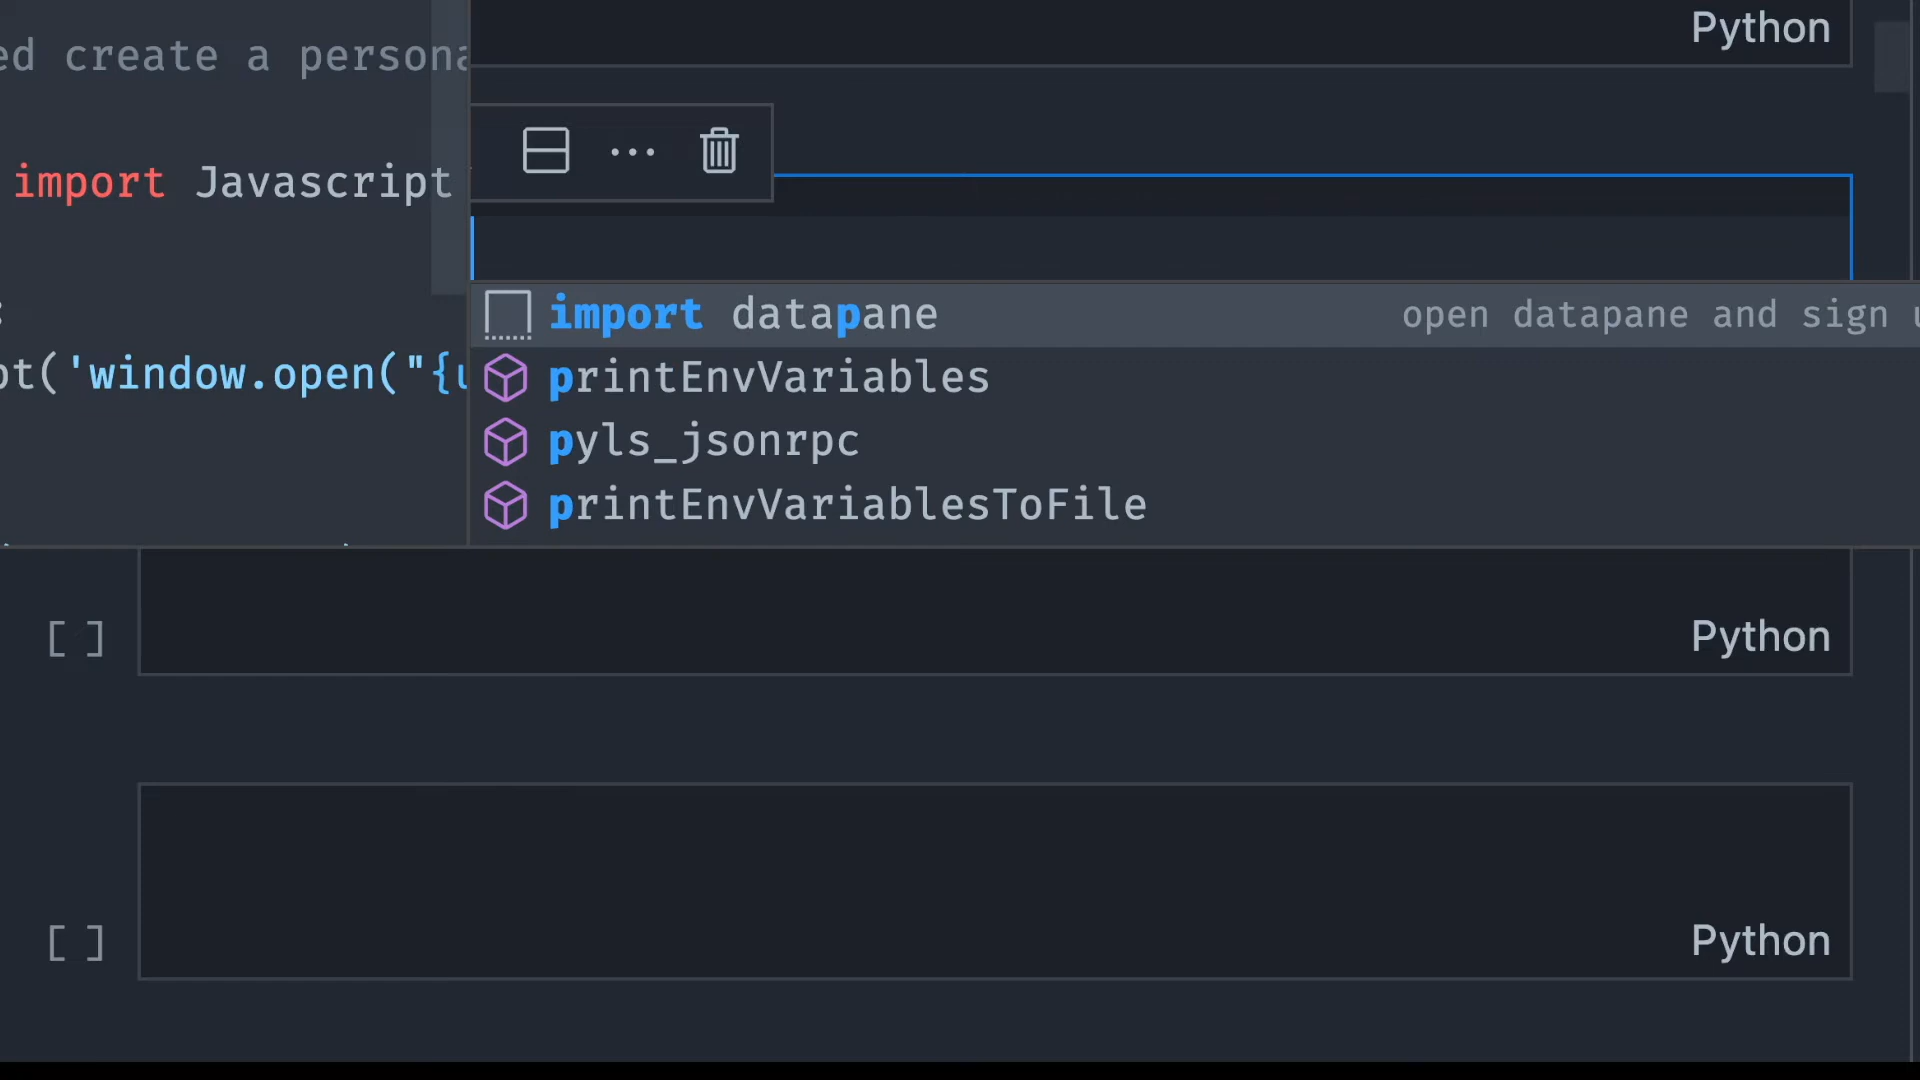 Python
ed create a persona
import Javascript
import datapane open datapane and sign u
pt('window.open("{u
printEnvVariables
pyls_jsonrpc
printEnvVariablesToFile
[ ]
Python
[ ]
Python